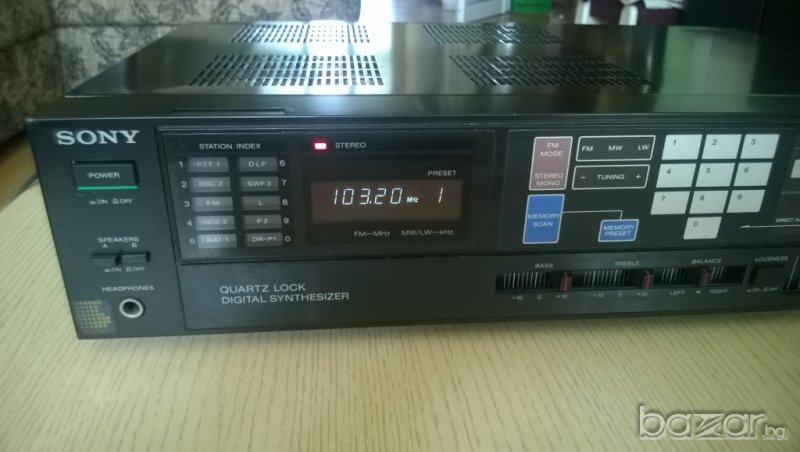 SONY
POWER
ON OFF
SPEAKERS
A B
ON OFF
HEADPHONES
STATION INDEX
1 PTT 1 DLF 6
2 BBC 2 SWF3 7
3 FM L 8
4 NDZ 3 P2 9
5 RAI 1 DR-P1 0
STEREO
PRESET
103.20 MHz 1
FM—MHz MW/LW—kHz
QUARTZ LOCK
DIGITAL SYNTHESIZER
FM
MODE
STEREO
MONO
FM MW LW
- TUNING +
MEMORY
SCAN
MEMORY
PRESET
1 2 3
4 5 6
7 8 9
0
BASS
-10 0 +10
TREBLE
-10 0 +10
BALANCE
LEFT RIGHT
LOUDNESS
ON OFF
bazar.bg